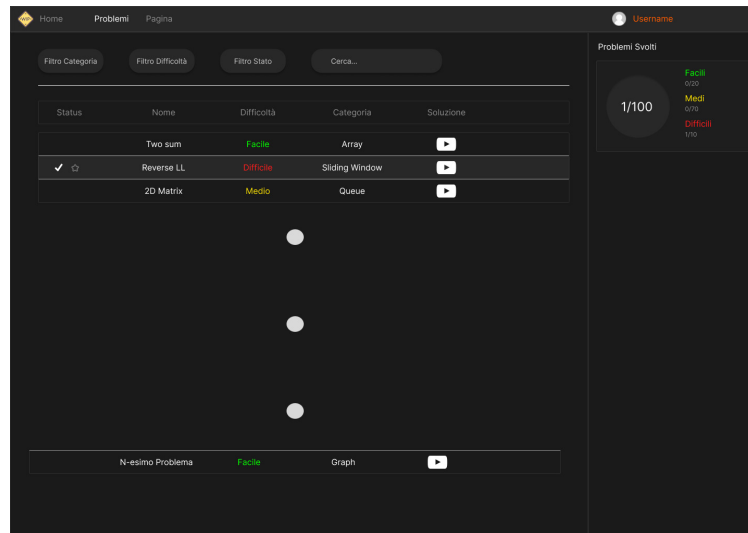 WIP
Home Problemi Pagina Username
Problemi Svolti
Filtro Categoria Filtro Difficoltà Filtro Stato Cerca...
Facili
0/20
1/100
Medi
0/70
Difficili
1/10
Status Nome Difficoltà Categoria Soluzione
Two sum Facile Array
Reverse LL Difficile Sliding Window
2D Matrix Medio Queue
N-esimo Problema Facile Graph